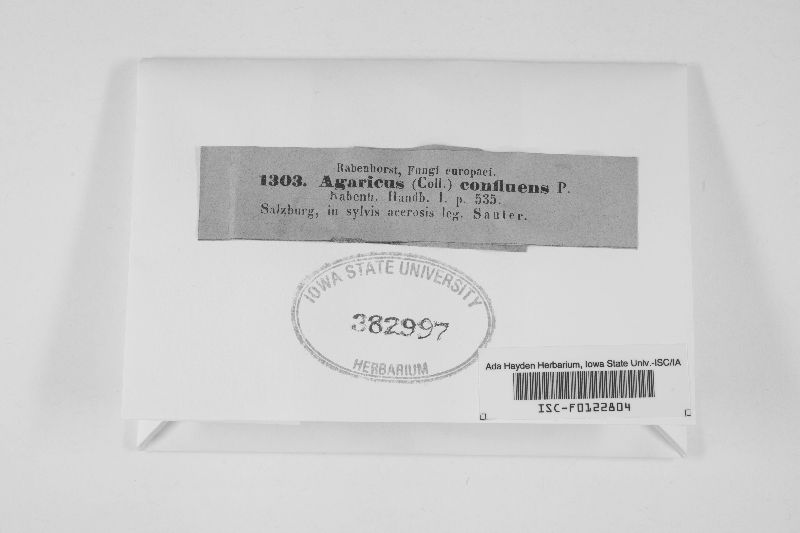 Rabenhorst, Fungi europaei.
1303. Agaricus (Coll.) confluens P.
Rabenh. Handb. I. p. 535.
Salzburg, in sylvis acerosis leg. Sauter.
IOWA STATE UNIVERSITY
382997
HERBARIUM
Ada Hayden Herbarium, Iowa State Univ.-ISC/IA
ISC-F0122804